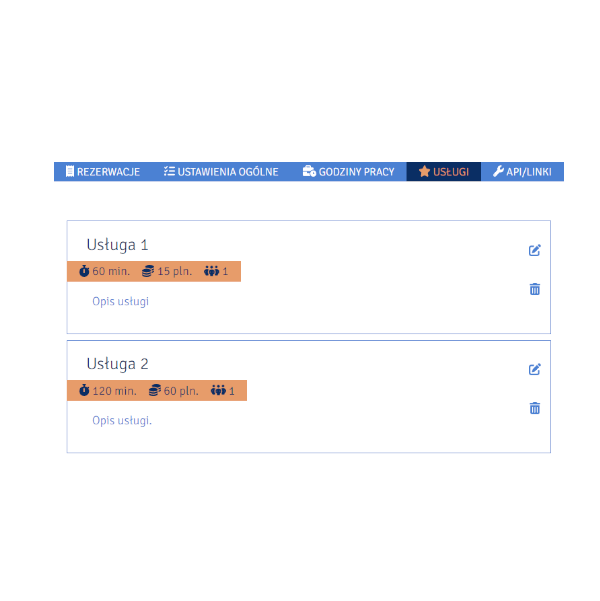 REZERWACJE USTAWIENIA OGÓLNE GODZINY PRACY USŁUGI API/LINKI
Usługa 1
60 min. 15 pln. 1
Opis usługi
Usługa 2
120 min. 60 pln. 1
Opis usługi.